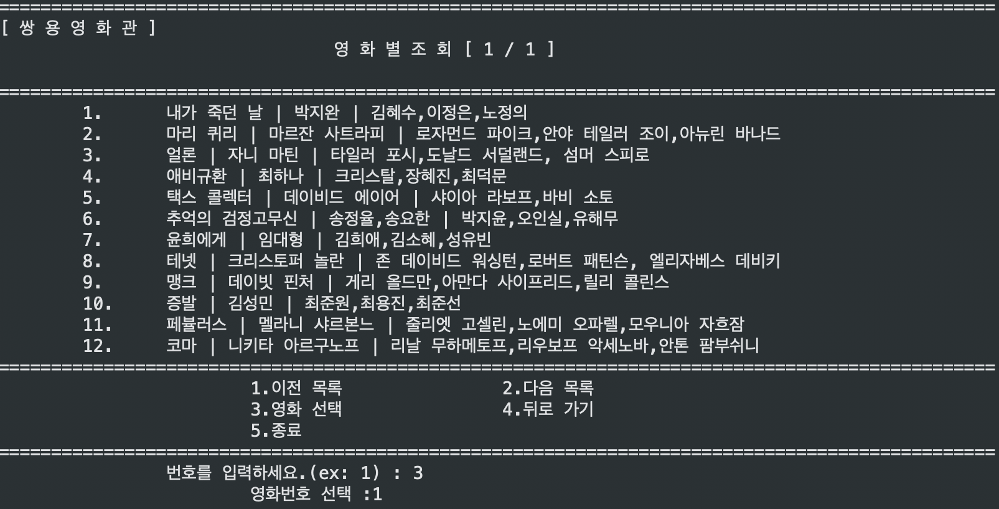 ===============================================================================================
[ 쌍 용 영 화 관 ]
영 화 별 조 회 [ 1 / 1 ]
===============================================================================================
1. 내가 죽던 날 | 박지완 | 김혜수,이정은,노정의
2. 마리 퀴리 | 마르잔 사트라피 | 로자먼드 파이크,안야 테일러 조이,아뉴린 바나드
3. 얼론 | 자니 마틴 | 타일러 포시,도날드 서덜랜드, 섬머 스피로
4. 애비규환 | 최하나 | 크리스탈,장혜진,최덕문
5. 택스 콜렉터 | 데이비드 에이어 | 샤이아 라보프,바비 소토
6. 추억의 검정고무신 | 송정율,송요한 | 박지윤,오인실,유해무
7. 윤희에게 | 임대형 | 김희애,김소혜,성유빈
8. 테넷 | 크리스토퍼 놀란 | 존 데이비드 워싱턴,로버트 패틴슨, 엘리자베스 데비키
9. 맹크 | 데이빗 핀처 | 게리 올드만,아만다 사이프리드,릴리 콜린스
10. 증발 | 김성민 | 최준원,최용진,최준선
11. 페뷸러스 | 멜라니 샤르본느 | 줄리엣 고셀린,노에미 오파렐,모우니아 자흐잠
12. 코마 | 니키타 아르구노프 | 리날 무하메토프,리우보프 악세노바,안톤 팜부쉬니
===============================================================================================
1.이전 목록 2.다음 목록
3.영화 선택 4.뒤로 가기
5.종료
===============================================================================================
번호를 입력하세요.(ex: 1) : 3
영화번호 선택 :1